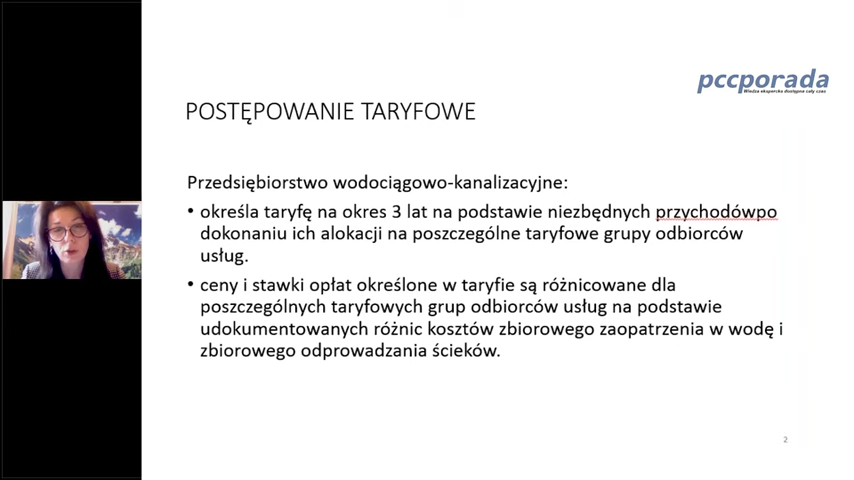 pccporada
Wiedza ekspercka dostępna cały czas
POSTĘPOWANIE TARYFOWE
Przedsiębiorstwo wodociągowo-kanalizacyjne:
• określa taryfę na okres 3 lat na podstawie niezbędnych przychodówpo
dokonaniu ich alokacji na poszczególne taryfowe grupy odbiorców
usług.
• ceny i stawki opłat określone w taryfie są różnicowane dla
poszczególnych taryfowych grup odbiorców usług na podstawie
udokumentowanych różnic kosztów zbiorowego zaopatrzenia w wodę i
zbiorowego odprowadzania ścieków.
2